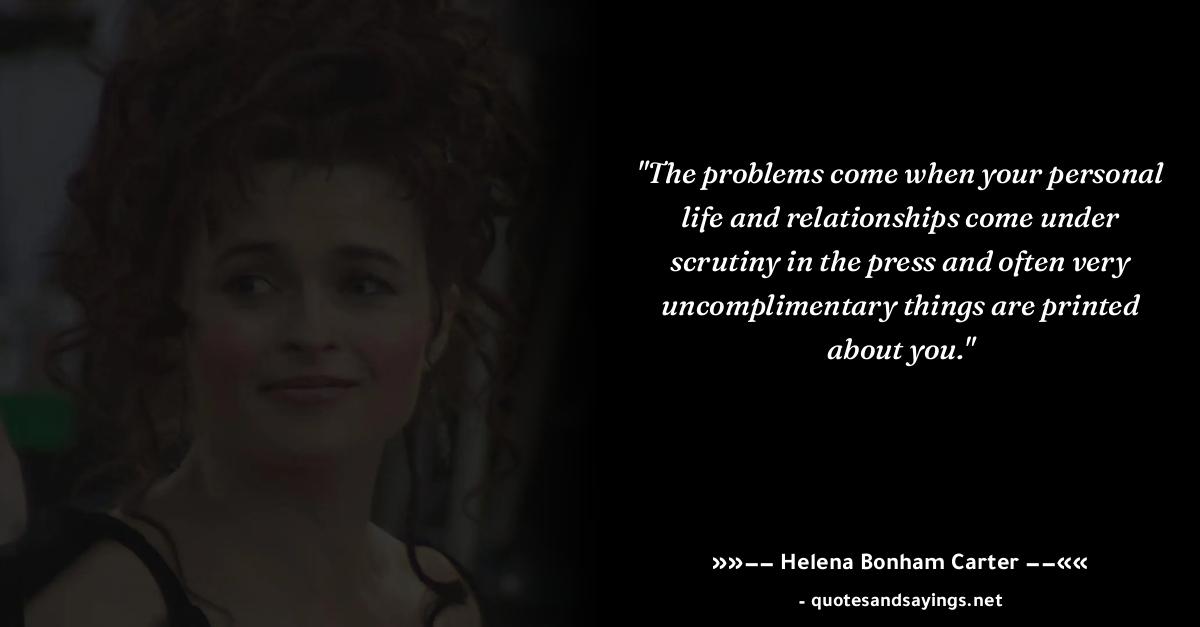 "The problems come when your personal
life and relationships come under
scrutiny in the press and often very
uncomplimentary things are printed
about you."
»»–– Helena Bonham Carter ––««
- quotesandsayings.net